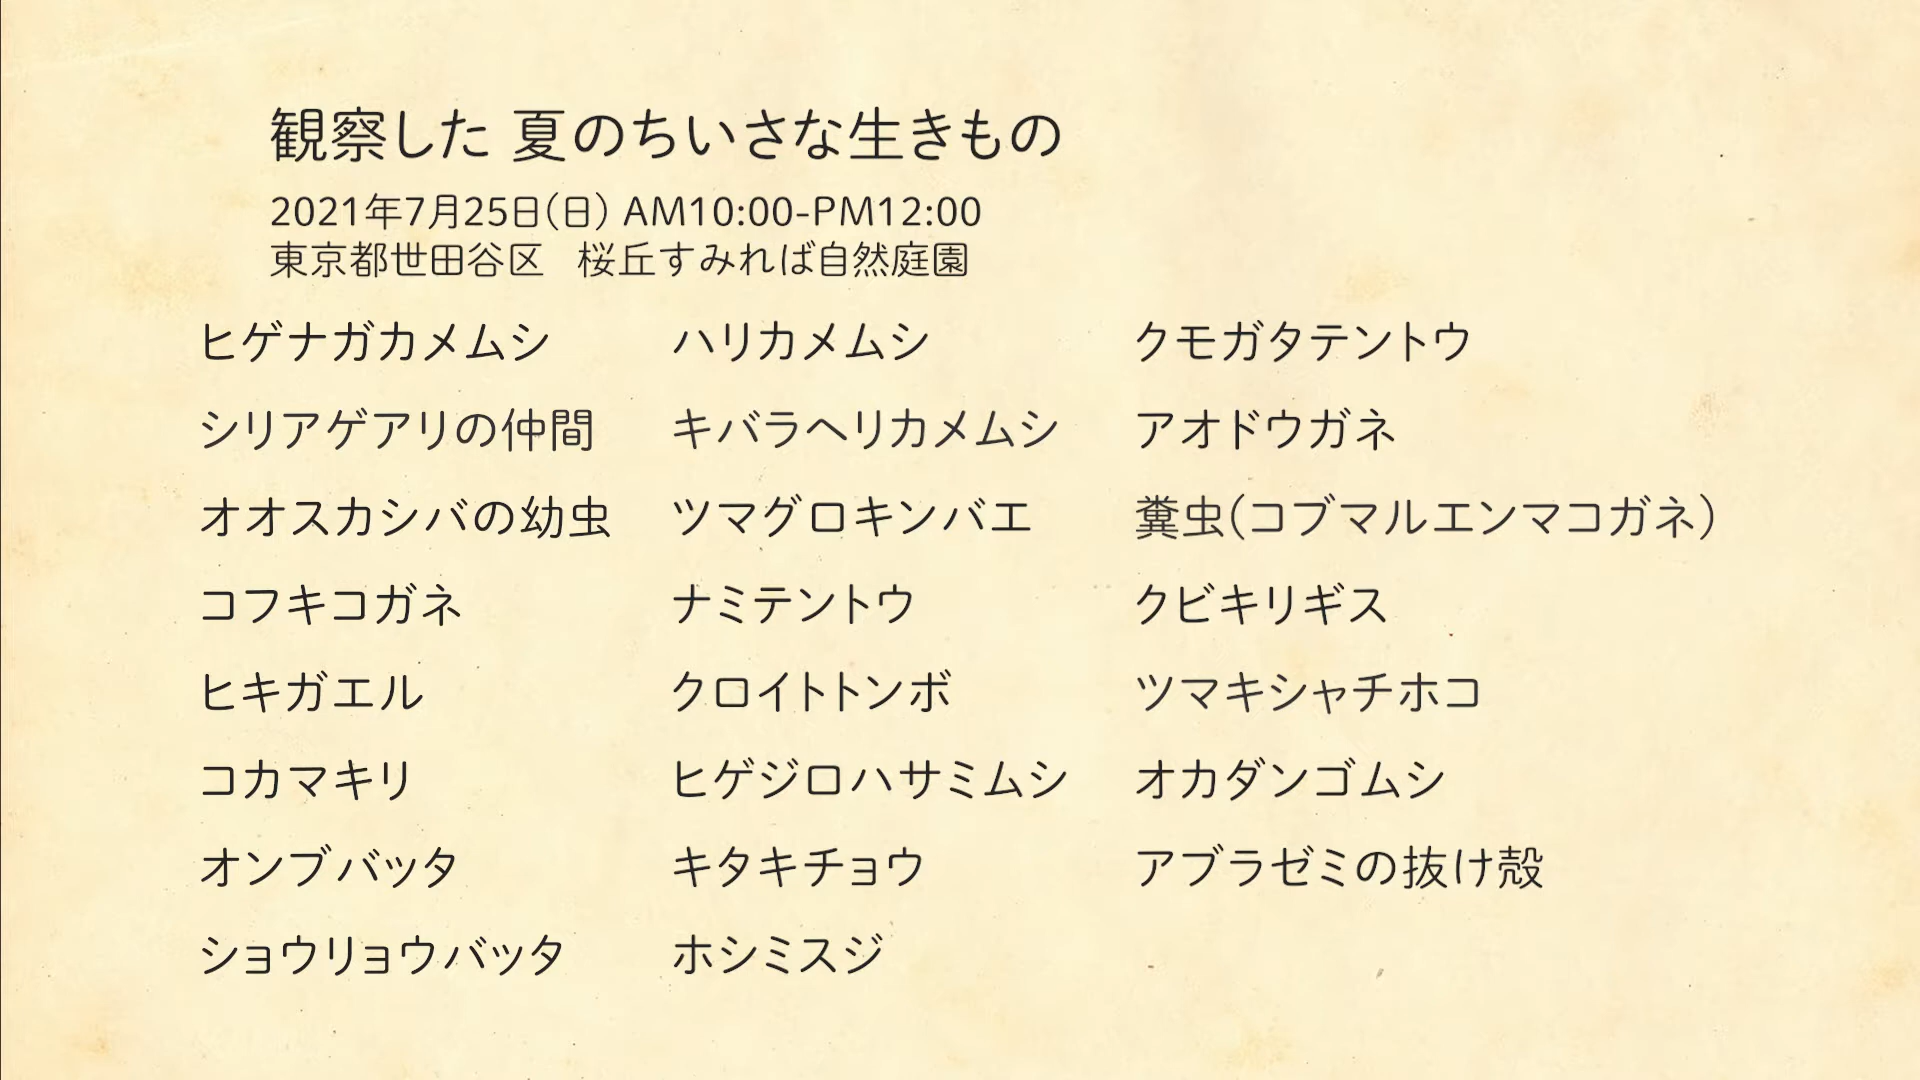 観察した 夏のちいさな生きもの
2021年7月25日(日) AM10:00-PM12:00
東京都世田谷区　桜丘すみれば自然庭園
ヒゲナガカメムシ
シリアゲアリの仲間
オオスカシバの幼虫
コフキコガネ
ヒキガエル
コカマキリ
オンブバッタ
ショウリョウバッタ
ハリカメムシ
キバラヘリカメムシ
ツマグロキンバエ
ナミテントウ
クロイトトンボ
ヒゲジロハサミムシ
キタキチョウ
ホシミスジ
クモガタテントウ
アオドウガネ
糞虫(コブマルエンマコガネ)
クビキリギス
ツマキシャチホコ
オカダンゴムシ
アブラゼミの抜け殻